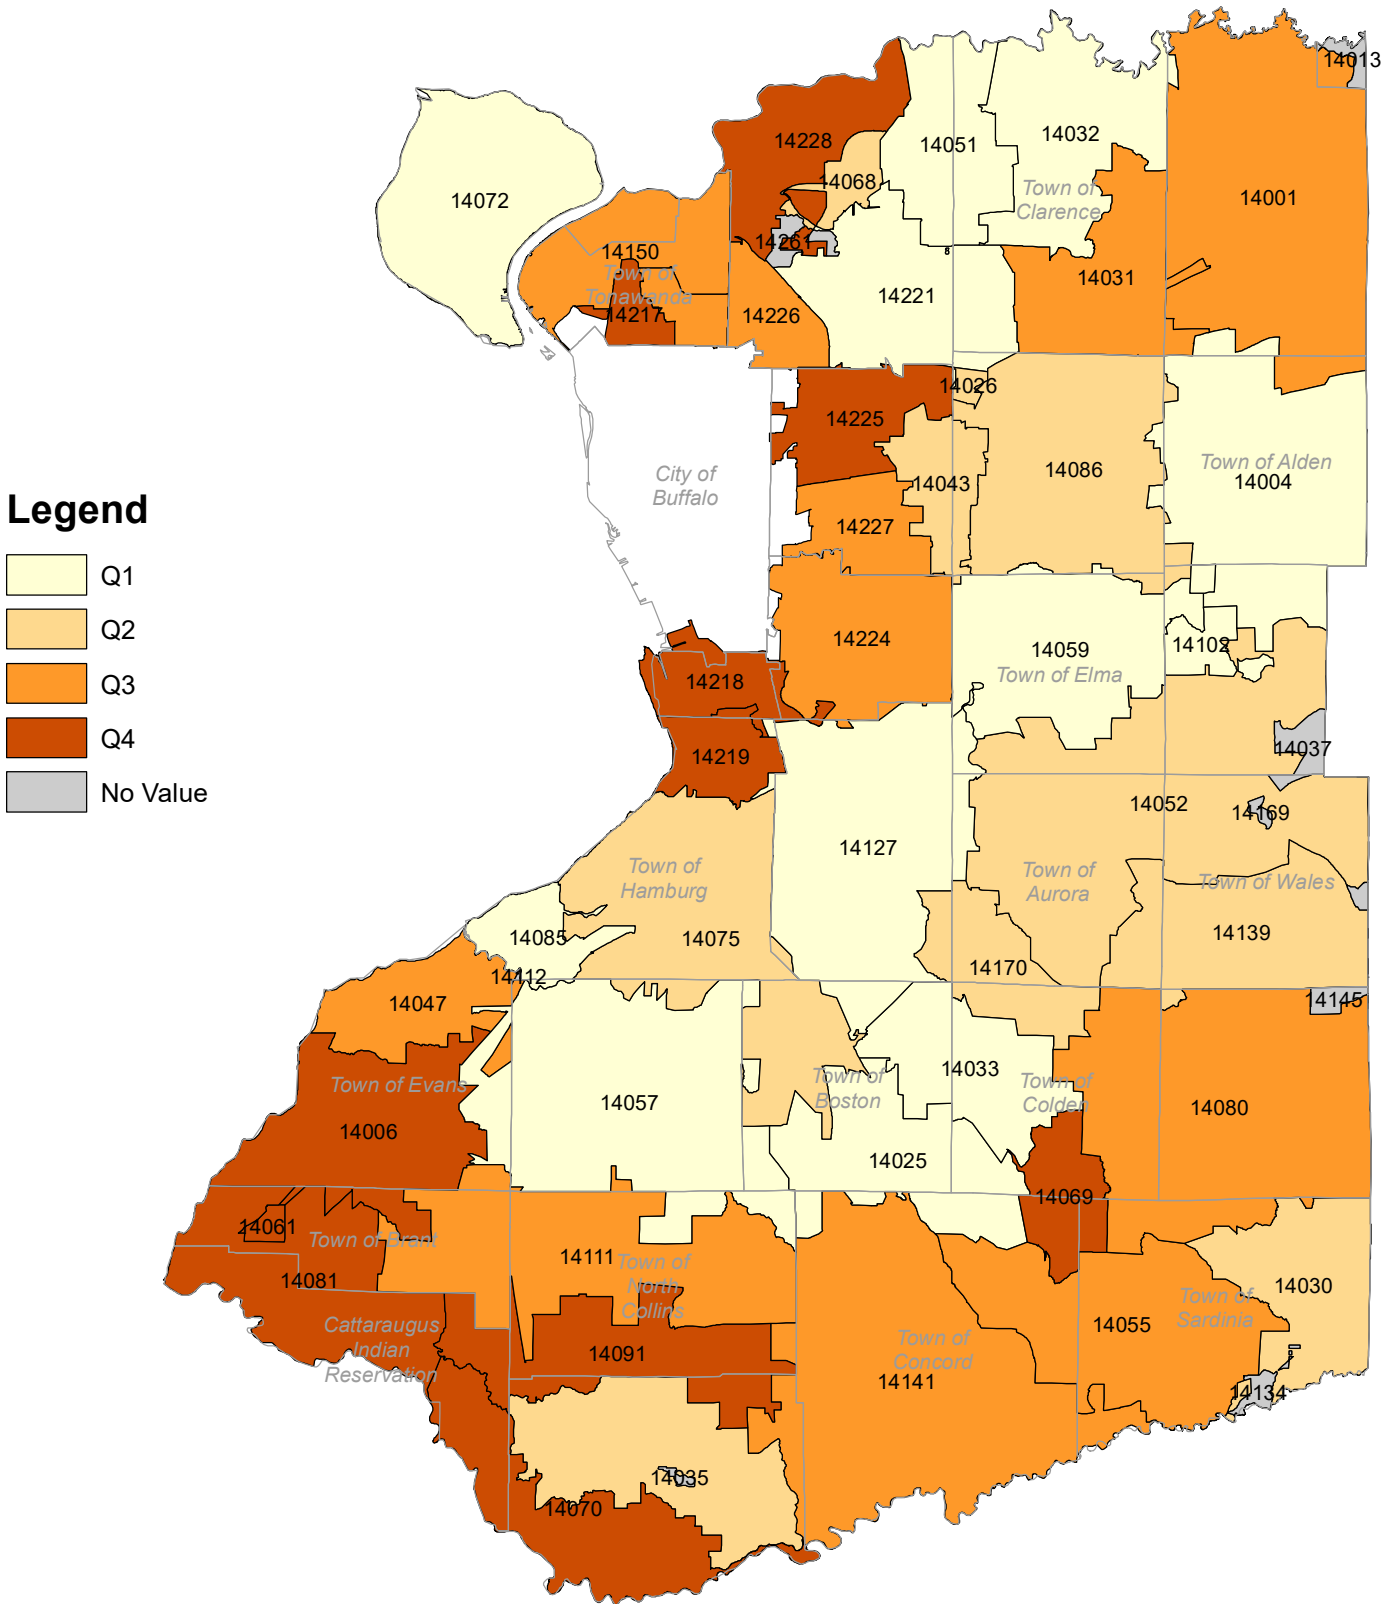 14013
14228
14051
14032
14068
Town of
Clarence
14001
14072
14261
14150
Town of
Tonawanda
14031
14221
14217
14226
14026
14225
City of
Buffalo
14043
14086
Town of Alden
14004
Legend
Q1
Q2
Q3
Q4
No Value
14227
14224
14059
Town of Elma
14102
14218
14219
14037
14052
14169
14127
Town of
Hamburg
Town of
Aurora
Town of Wales
14085
14075
14139
14112
14170
14047
14145
Town of Evans
14057
Town of
Boston
14033
Town of
Colden
14080
14006
14025
14069
14061
Town of Brant
14081
14111
Town of
North
Collins
14030
Town of
Sardinia
Cattaraugus
Indian
Reservation
14091
Town of
Concord
14141
14055
14134
14035
14070